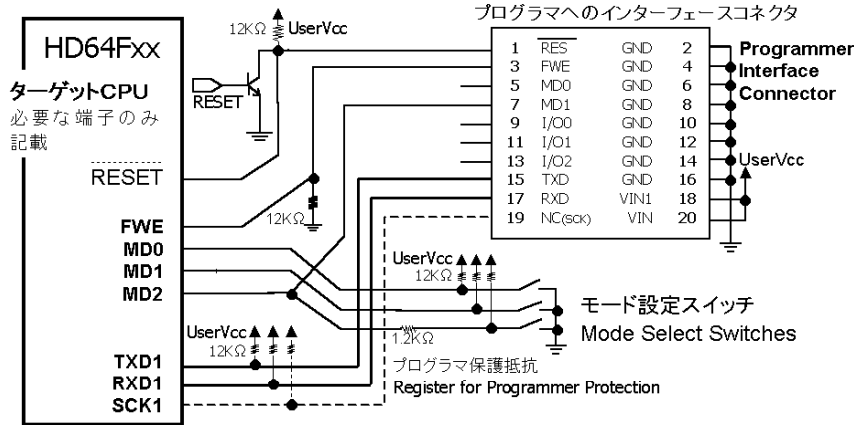 プログラマへのインターフェースコネクタ
HD64Fxx
ターゲットCPU
必要な端子のみ
記載
12KΩ UserVcc
RESET
1 RES GND 2
3 FWE GND 4
5 MD0 GND 6
7 MD1 GND 8
9 I/O0 GND 10
11 I/O1 GND 12
13 I/O2 GND 14
15 TXD GND 16
17 RXD VIN1 18
19 NC(SCK) VIN 20
Programmer
Interface
Connector
UserVcc
RESET
FWE
MD0
MD1
MD2
12KΩ
UserVcc
12KΩ
1.2KΩ
モード設定スイッチ
Mode Select Switches
UserVcc
12KΩ
TXD1
RXD1
SCK1
プログラマ保護抵抗
Register for Programmer Protection